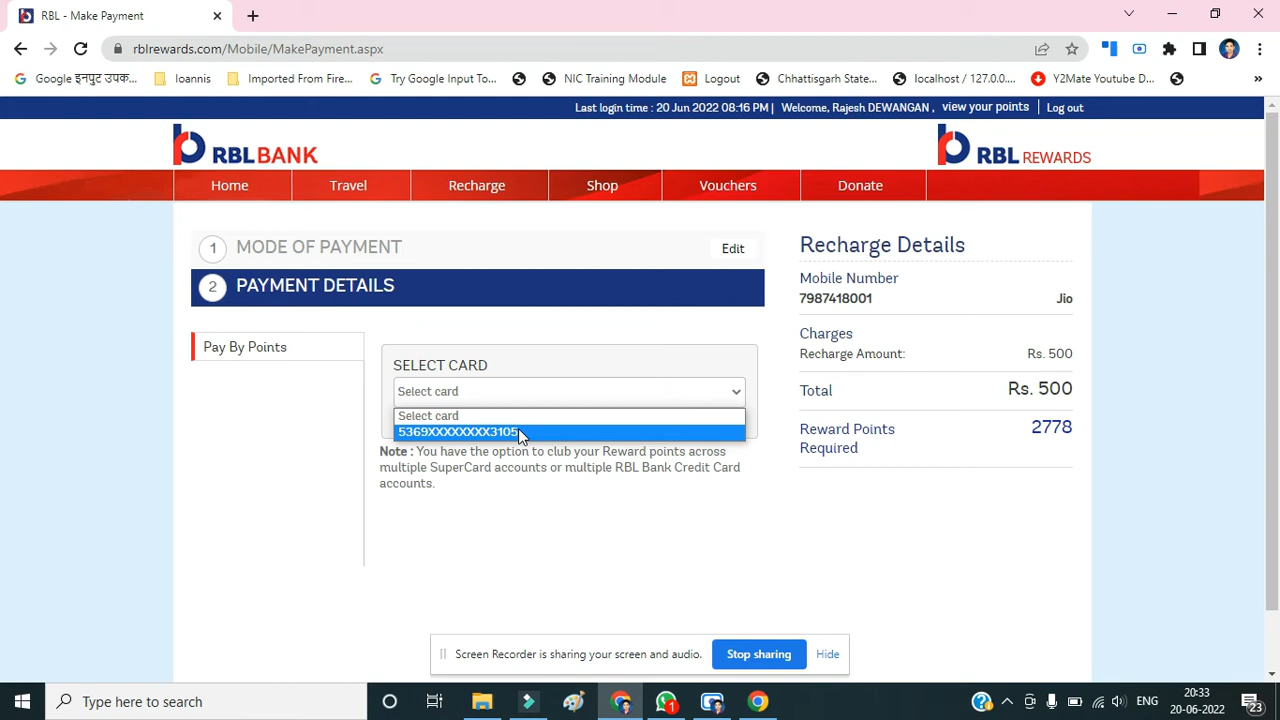 RBL - Make Payment
rblrewards.com/Mobile/MakePayment.aspx
Google इनपुट उपक... Ioannis Imported From Fire... Try Google Input To... NIC Training Module Logout Chhattisgarh State... localhost / 127.0.0.... Y2Mate Youtube D... »
Last login time : 20 Jun 2022 08:16 PM | Welcome, Rajesh DEWANGAN , view your points Log out
RBL BANK RBL REWARDS
Home Travel Recharge Shop Vouchers Donate
1 MODE OF PAYMENT Edit
2 PAYMENT DETAILS
Pay By Points
SELECT CARD
Select card
Select card
5369XXXXXXXX3105
Note : You have the option to club your Reward points across
multiple SuperCard accounts or multiple RBL Bank Credit Card
accounts.
Recharge Details
Mobile Number
7987418001 Jio
Charges
Recharge Amount: Rs. 500
Total Rs. 500
Reward Points 2778
Required
Screen Recorder is sharing your screen and audio. Stop sharing Hide
Type here to search
1
ENG
20:33
20-06-2022
23